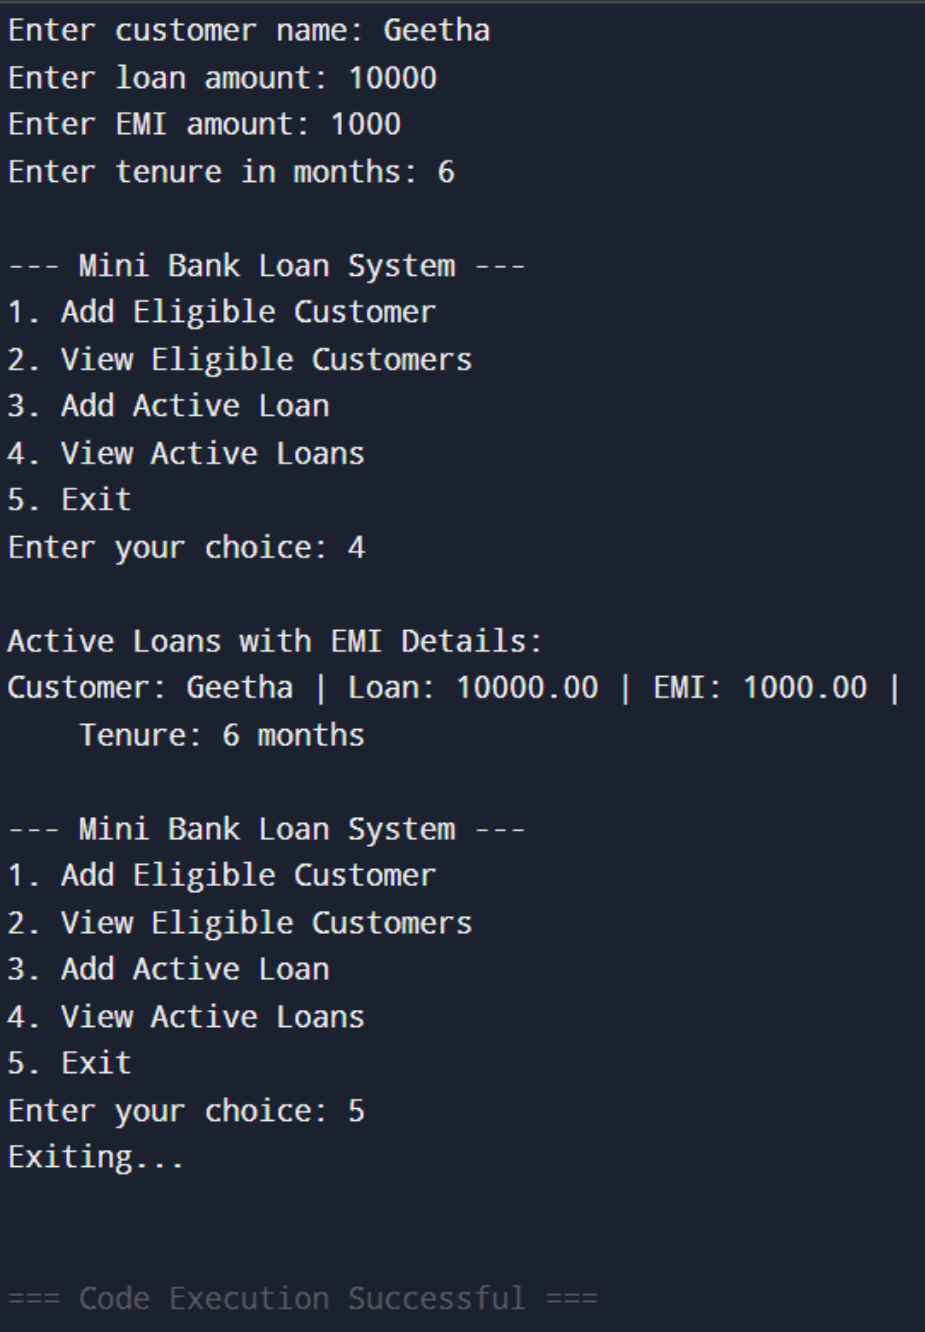 Enter customer name: Geetha
Enter loan amount: 10000
Enter EMI amount: 1000
Enter tenure in months: 6
--- Mini Bank Loan System ---
1. Add Eligible Customer
2. View Eligible Customers
3. Add Active Loan
4. View Active Loans
5. Exit
Enter your choice: 4
Active Loans with EMI Details:
Customer: Geetha | Loan: 10000.00 | EMI: 1000.00 |
Tenure: 6 months
--- Mini Bank Loan System ---
1. Add Eligible Customer
2. View Eligible Customers
3. Add Active Loan
4. View Active Loans
5. Exit
Enter your choice: 5
Exiting...
=== Code Execution Successful ===